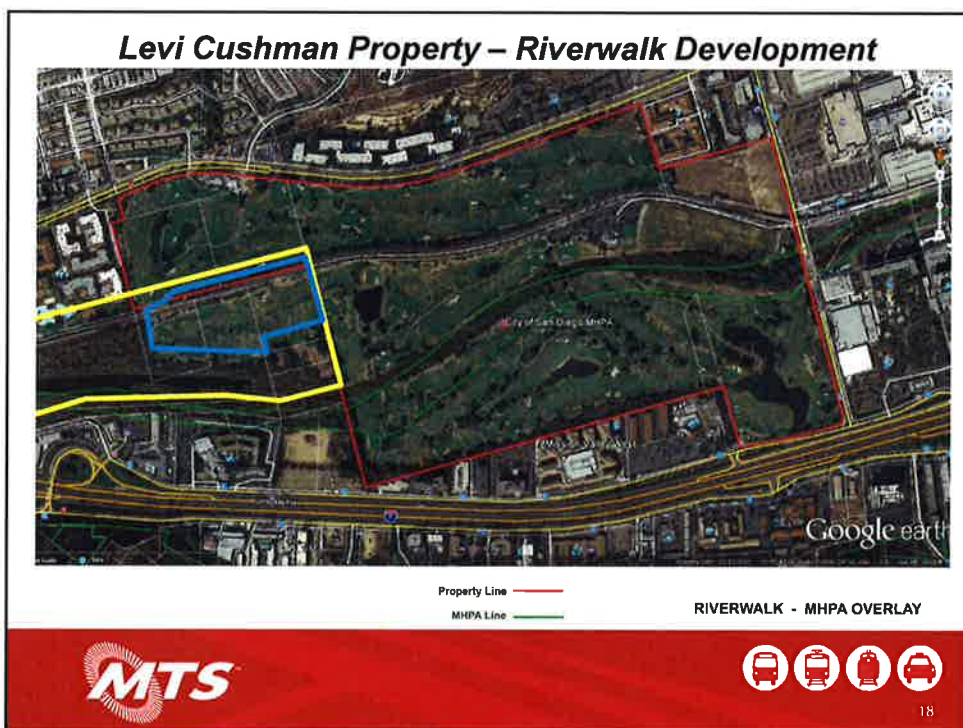 Levi Cushman Property – Riverwalk Development
City of San Diego MHPA
Google earth
Property Line
MHPA Line
RIVERWALK - MHPA OVERLAY
MTS
18